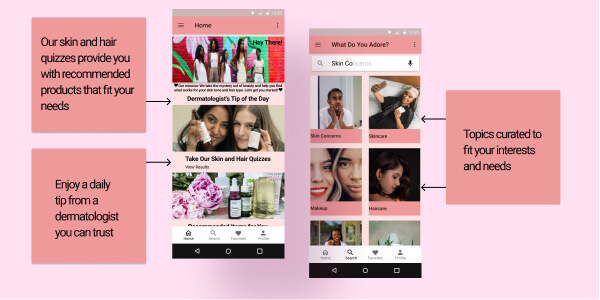 Our skin and hair
quizzes provide you
with recommended
products that fit your
needs
Enjoy a daily
tip from a
dermatologist
you can trust
Home
Hey There!
Our mission: We take the mystery out of beauty and help you find
what works for your skin tone and hair type. Let's get started!
Dermatologist's Tip of the Day
Take Our Skin and Hair Quizzes
View Results
Recommended Items for You
Home Search Favorites Profile
What Do You Adore?
Skin Concerns
Skin Concerns
Skincare
Makeup
Haircare
Home Search Favorites Profile
Topics curated to
fit your interests
and needs